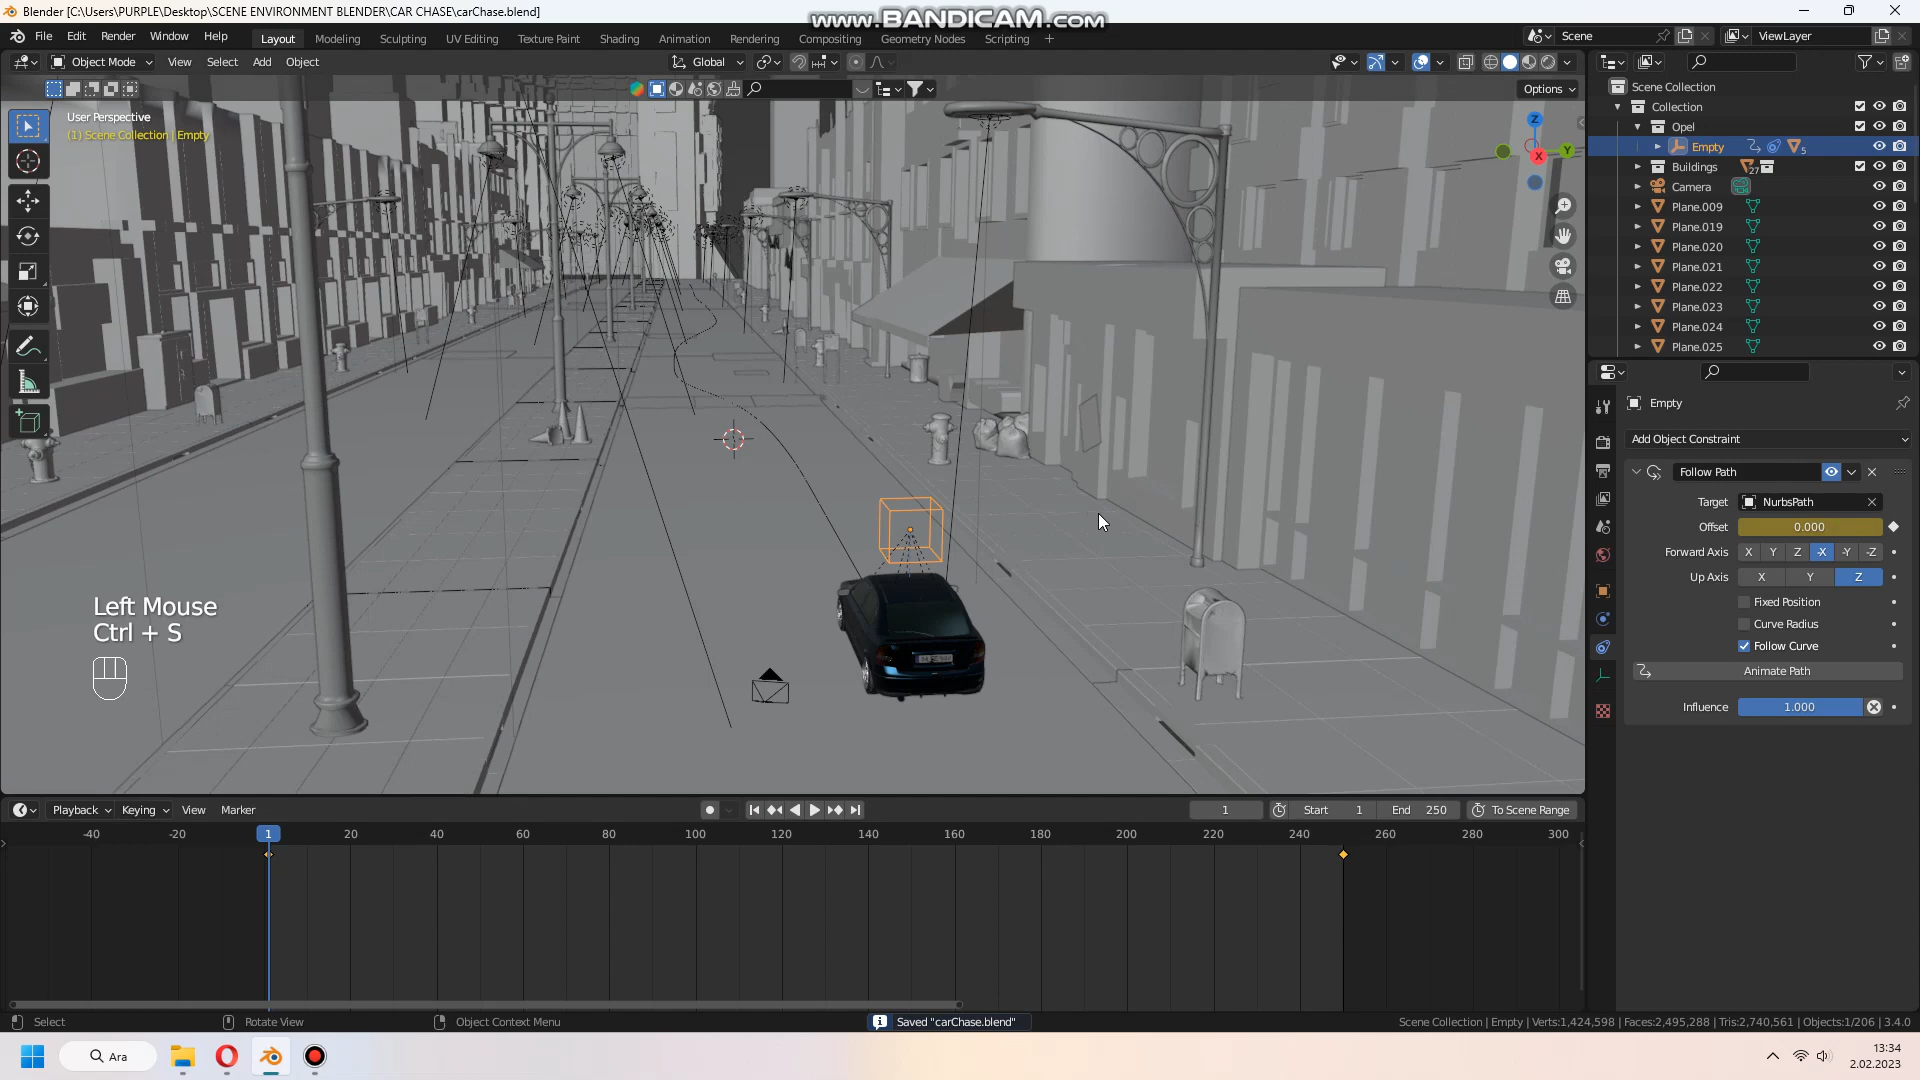 Blender [C:\Users\PURPLE\Desktop\SCENE ENVIRONMENT BLENDER\CAR CHASE\carChase.blend]
www.BANDICAM.com
File Edit Render Window Help Layout Modeling Sculpting UV Editing Texture Paint Shading Animation Rendering Compositing Geometry Nodes Scripting + Scene ViewLayer
Object Mode View Select Add Object Global
Options
User Perspective
(1) Scene Collection | Empty
Z
Y
X
Scene Collection
Collection
Opel
Empty 5
Buildings 27
Camera
Plane.009
Plane.019
Plane.020
Plane.021
Plane.022
Plane.023
Plane.024
Plane.025
Empty
Add Object Constraint
Follow Path
Target NurbsPath
Offset 0.000
Forward Axis X Y Z -X -Y -Z
Up Axis X Y Z
Fixed Position
Curve Radius
Follow Curve
Animate Path
Influence 1.000
Left Mouse
Ctrl + S
Playback Keying View Marker 1 Start 1 End 250 To Scene Range
-40 -20 1 20 40 60 80 100 120 140 160 180 200 220 240 260 280 300
Select Rotate View Object Context Menu Saved "carChase.blend" Scene Collection | Empty | Verts:1,424,598 | Faces:2,495,288 | Tris:2,740,561 | Objects:1/206 | 3.4.0
Ara
13:34
2.02.2023